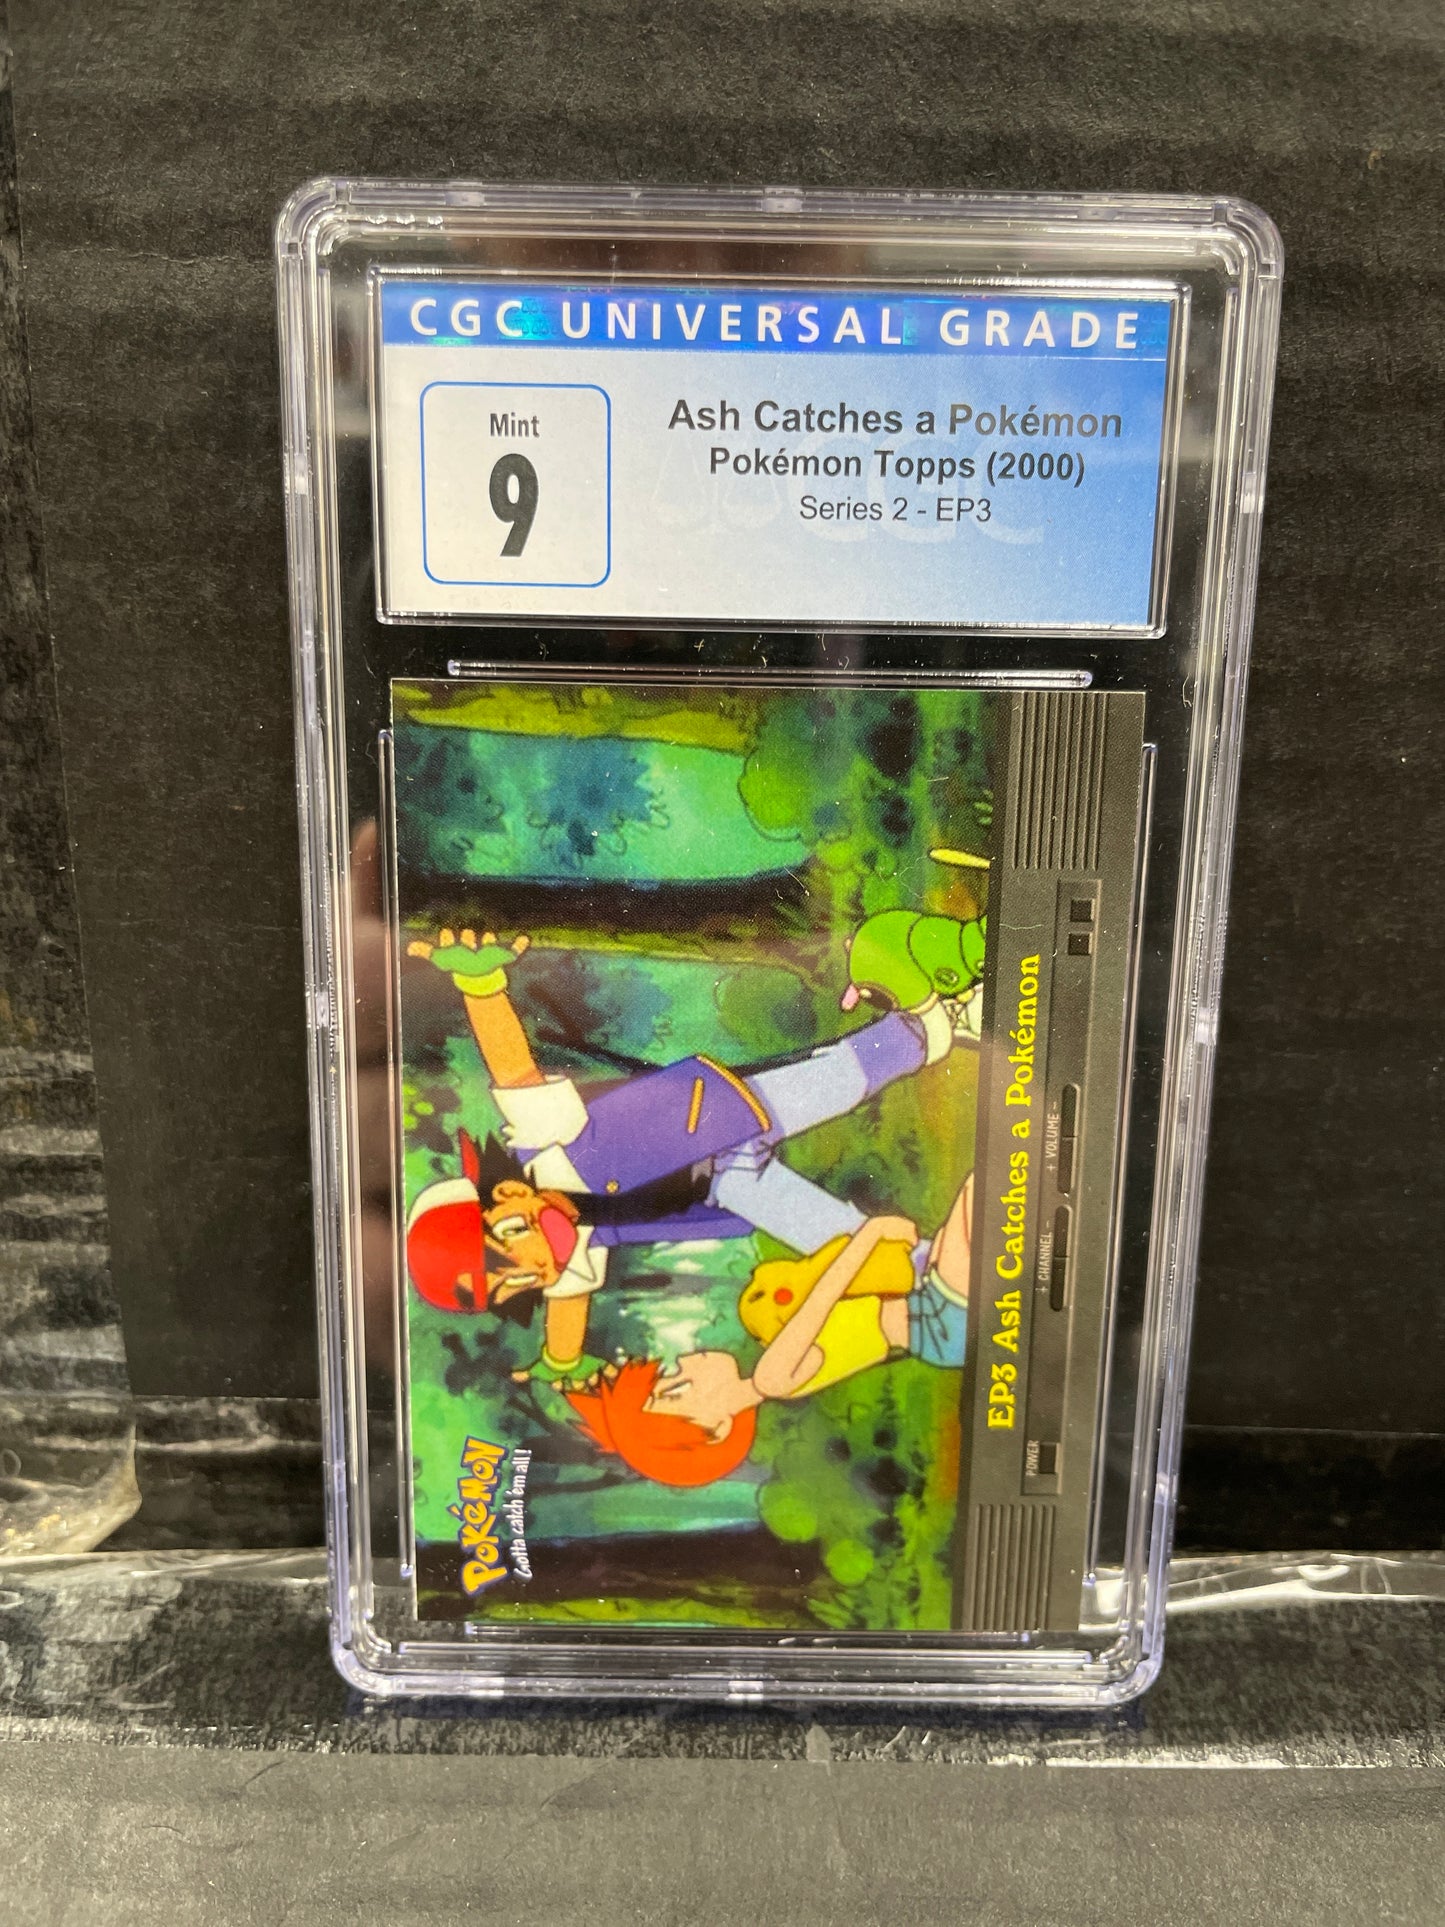 CGC UNIVERSAL GRADE
Mint
9
Ash Catches a Pokémon
Pokémon Topps (2000)
Series 2 - EP3
CGC
POKéMON
Gotta catch 'em all!
EP3 Ash Catches a Pokémon
POWER
+ CHANNEL -
+ VOLUME -